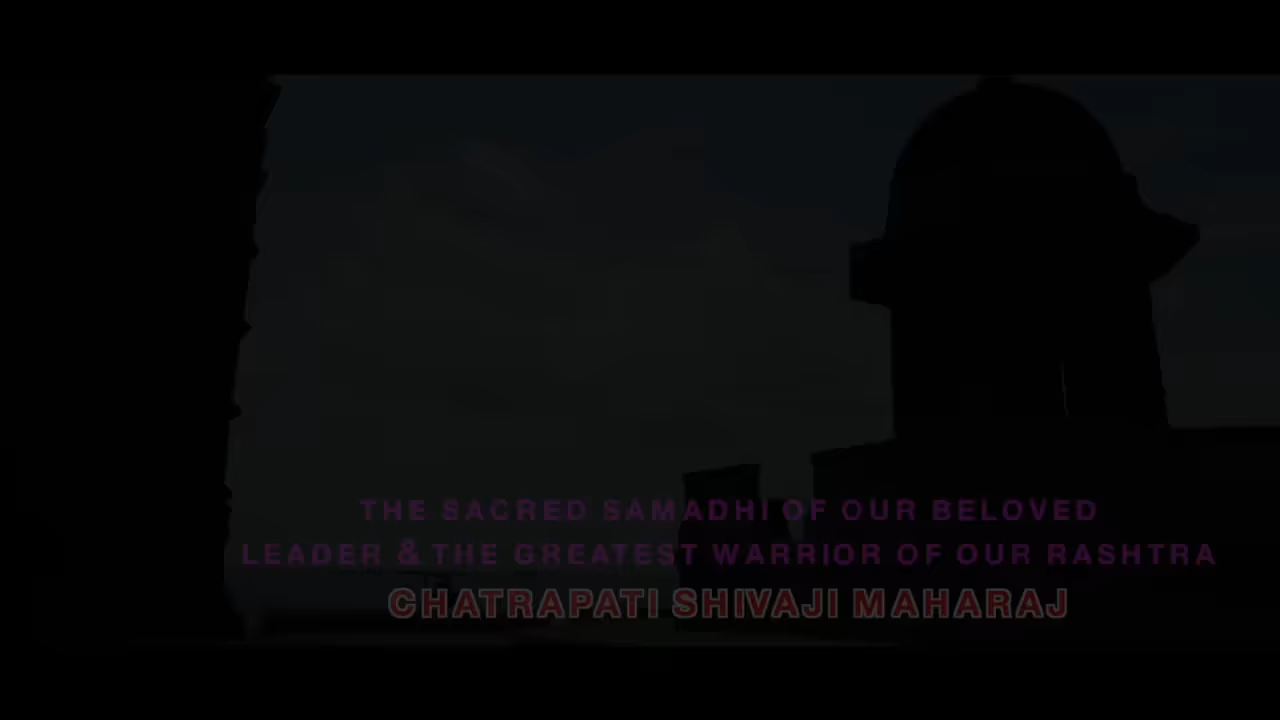 THE SACRED SAMADHI OF OUR BELOVED
LEADER & THE GREATEST WARRIOR OF OUR RASHTRA
CHATRAPATI SHIVAJI MAHARAJ